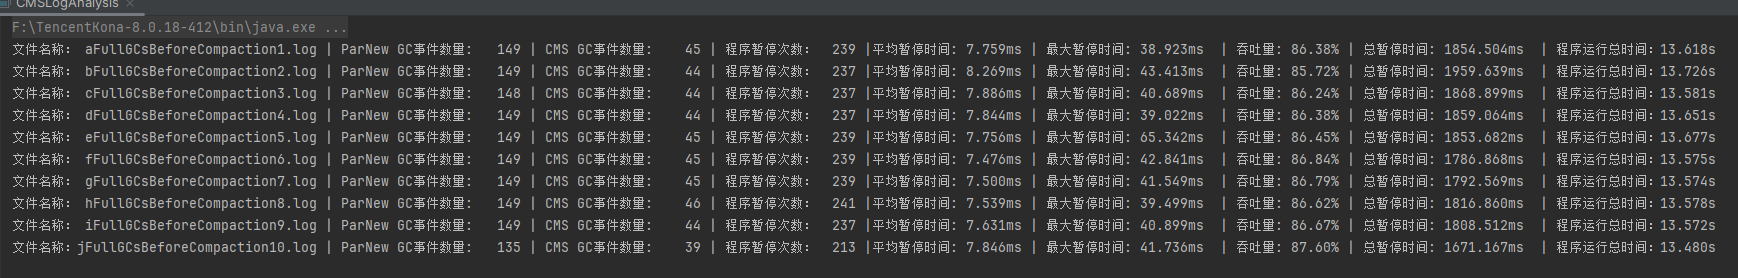 CMSLogAnalysis ×
F:\TencentKona-8.0.18-412\bin\java.exe ...
文件名称: aFullGCsBeforeCompaction1.log | ParNew GC事件数量: 149 | CMS GC事件数量: 45 | 程序暂停次数: 239 |平均暂停时间: 7.759ms | 最大暂停时间: 38.923ms | 吞吐量: 86.38% | 总暂停时间: 1854.504ms | 程序运行总时间: 13.618s
文件名称: bFullGCsBeforeCompaction2.log | ParNew GC事件数量: 149 | CMS GC事件数量: 44 | 程序暂停次数: 237 |平均暂停时间: 8.269ms | 最大暂停时间: 43.413ms | 吞吐量: 85.72% | 总暂停时间: 1959.639ms | 程序运行总时间: 13.726s
文件名称: cFullGCsBeforeCompaction3.log | ParNew GC事件数量: 148 | CMS GC事件数量: 44 | 程序暂停次数: 237 |平均暂停时间: 7.886ms | 最大暂停时间: 40.689ms | 吞吐量: 86.24% | 总暂停时间: 1868.899ms | 程序运行总时间: 13.581s
文件名称: dFullGCsBeforeCompaction4.log | ParNew GC事件数量: 149 | CMS GC事件数量: 44 | 程序暂停次数: 237 |平均暂停时间: 7.844ms | 最大暂停时间: 39.022ms | 吞吐量: 86.38% | 总暂停时间: 1859.064ms | 程序运行总时间: 13.651s
文件名称: eFullGCsBeforeCompaction5.log | ParNew GC事件数量: 149 | CMS GC事件数量: 45 | 程序暂停次数: 239 |平均暂停时间: 7.756ms | 最大暂停时间: 65.342ms | 吞吐量: 86.45% | 总暂停时间: 1853.682ms | 程序运行总时间: 13.677s
文件名称: fFullGCsBeforeCompaction6.log | ParNew GC事件数量: 149 | CMS GC事件数量: 45 | 程序暂停次数: 239 |平均暂停时间: 7.476ms | 最大暂停时间: 42.841ms | 吞吐量: 86.84% | 总暂停时间: 1786.868ms | 程序运行总时间: 13.575s
文件名称: gFullGCsBeforeCompaction7.log | ParNew GC事件数量: 149 | CMS GC事件数量: 45 | 程序暂停次数: 239 |平均暂停时间: 7.500ms | 最大暂停时间: 41.549ms | 吞吐量: 86.79% | 总暂停时间: 1792.569ms | 程序运行总时间: 13.574s
文件名称: hFullGCsBeforeCompaction8.log | ParNew GC事件数量: 149 | CMS GC事件数量: 46 | 程序暂停次数: 241 |平均暂停时间: 7.539ms | 最大暂停时间: 39.499ms | 吞吐量: 86.62% | 总暂停时间: 1816.860ms | 程序运行总时间: 13.578s
文件名称: iFullGCsBeforeCompaction9.log | ParNew GC事件数量: 149 | CMS GC事件数量: 44 | 程序暂停次数: 237 |平均暂停时间: 7.631ms | 最大暂停时间: 40.899ms | 吞吐量: 86.67% | 总暂停时间: 1808.512ms | 程序运行总时间: 13.572s
文件名称: jFullGCsBeforeCompaction10.log | ParNew GC事件数量: 135 | CMS GC事件数量: 39 | 程序暂停次数: 213 |平均暂停时间: 7.846ms | 最大暂停时间: 41.736ms | 吞吐量: 87.60% | 总暂停时间: 1671.167ms | 程序运行总时间: 13.480s